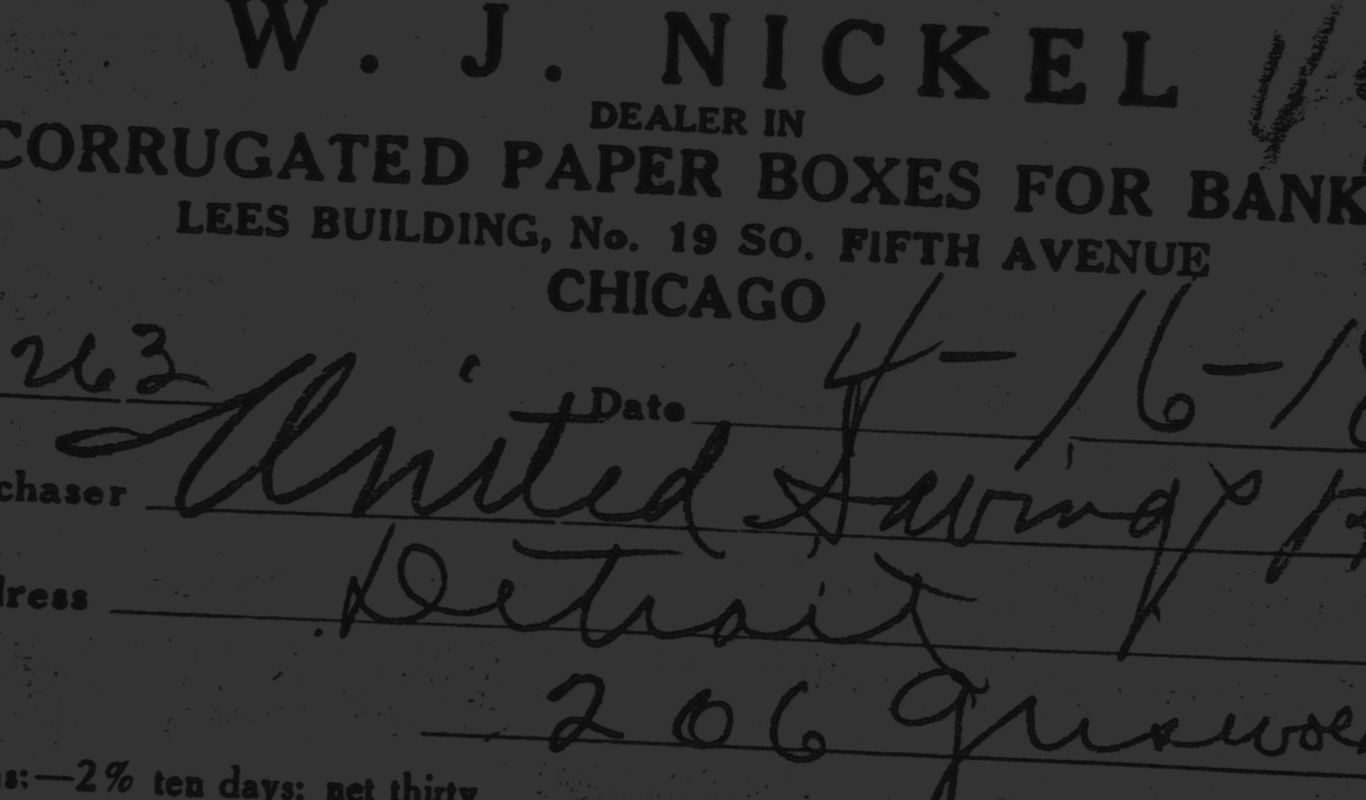 W. J. NICKEL
DEALER IN
CORRUGATED PAPER BOXES FOR BANK
LEES BUILDING, No. 19 SO. FIFTH AVENUE
CHICAGO
263
Date 4-16-1
chaser United Savings
dress Detroit
206 Griswol
s:—2% ten days; net thirty